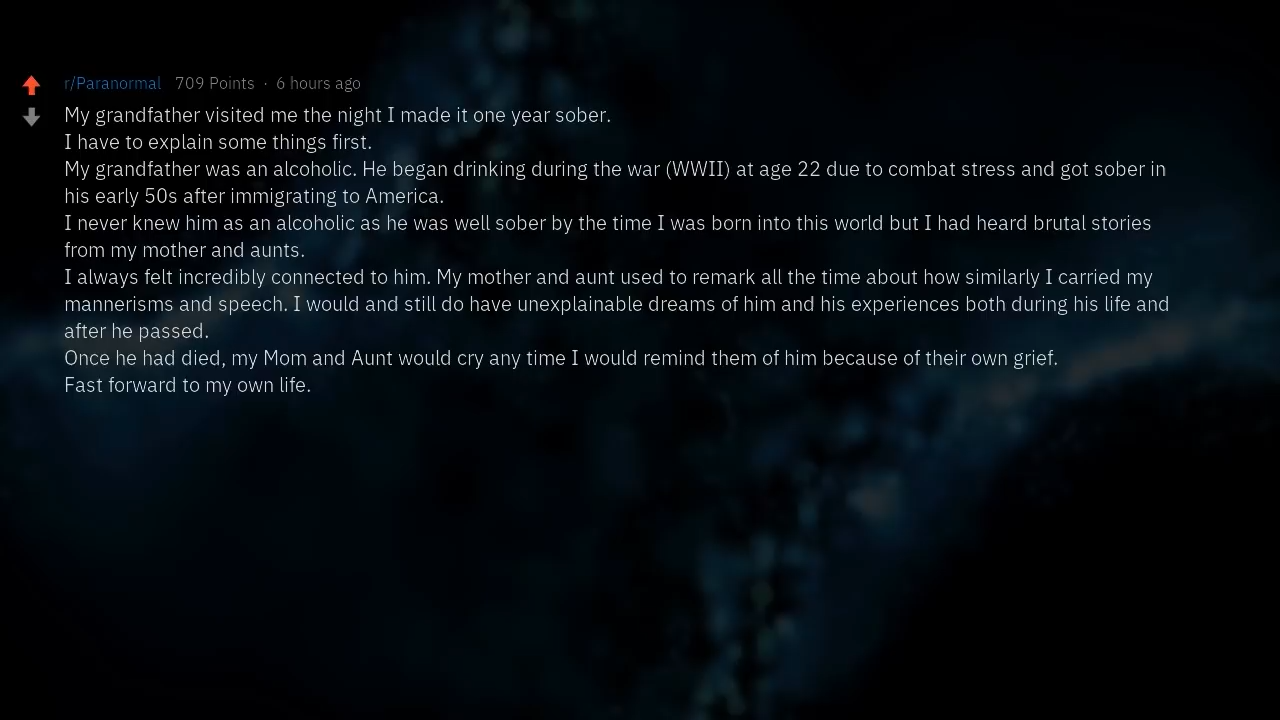 r/Paranormal 709 Points · 6 hours ago
My grandfather visited me the night I made it one year sober.
I have to explain some things first.
My grandfather was an alcoholic. He began drinking during the war (WWII) at age 22 due to combat stress and got sober in
his early 50s after immigrating to America.
I never knew him as an alcoholic as he was well sober by the time I was born into this world but I had heard brutal stories
from my mother and aunts.
I always felt incredibly connected to him. My mother and aunt used to remark all the time about how similarly I carried my
mannerisms and speech. I would and still do have unexplainable dreams of him and his experiences both during his life and
after he passed.
Once he had died, my Mom and Aunt would cry any time I would remind them of him because of their own grief.
Fast forward to my own life.